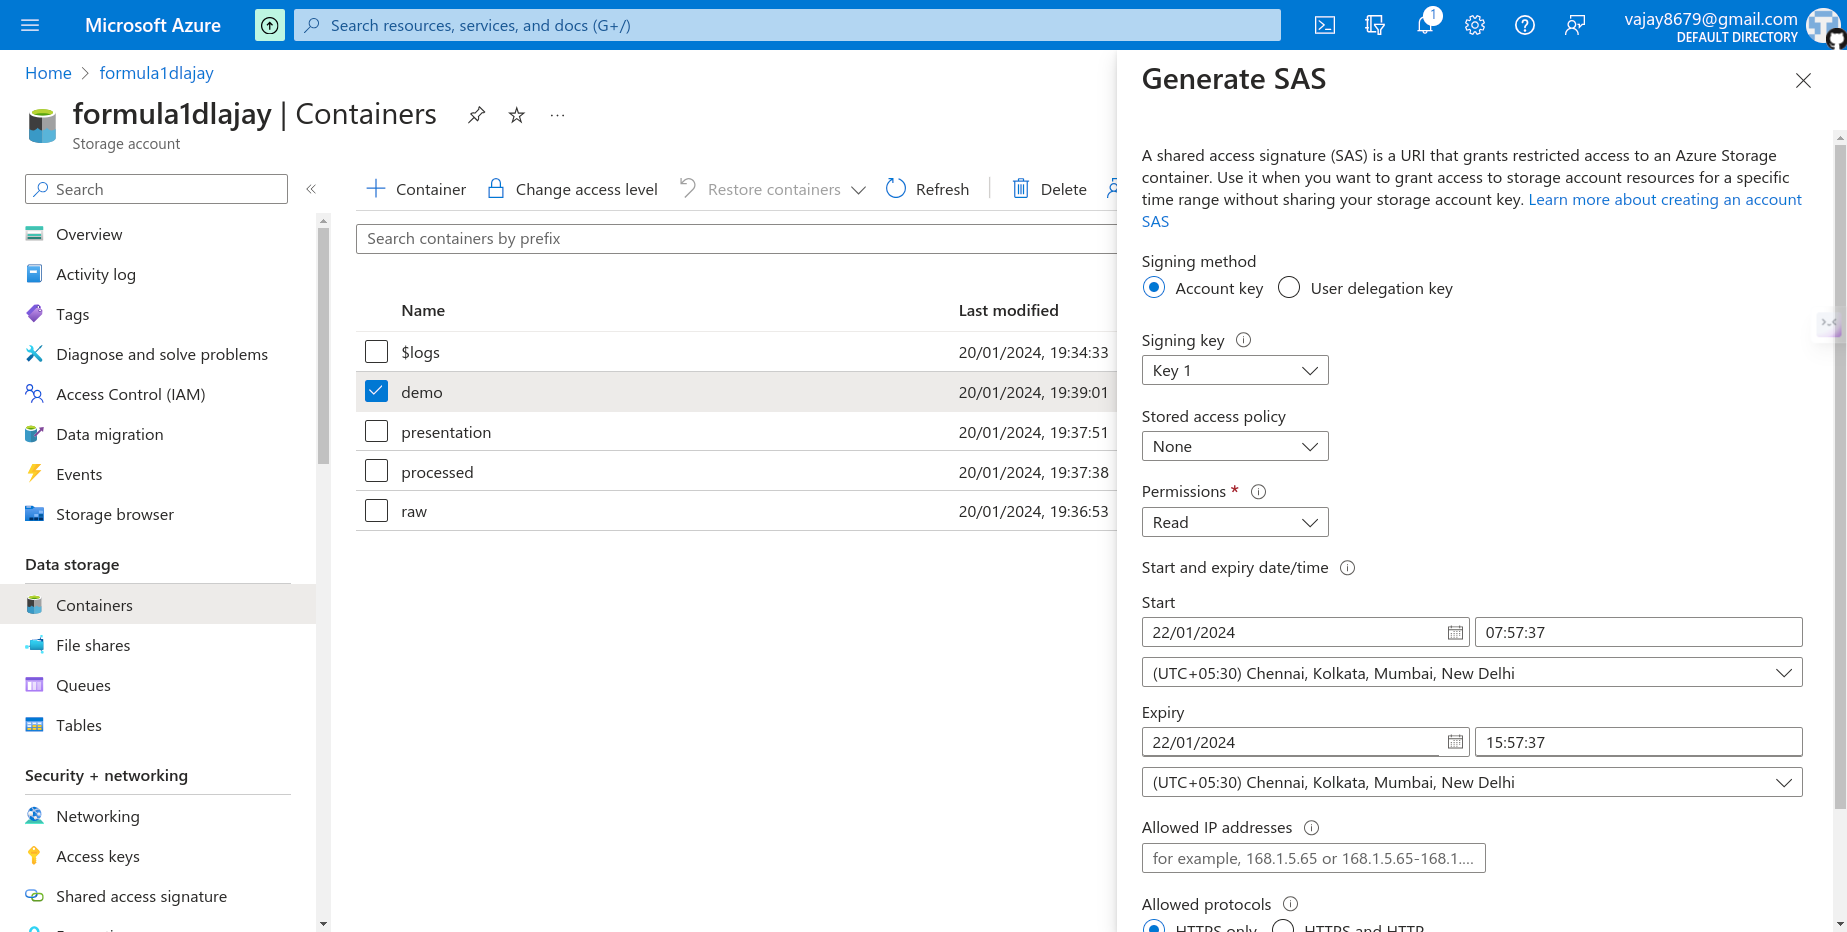 Microsoft Azure
Search resources, services, and docs (G+/)
1
vajay8679@gmail.com
DEFAULT DIRECTORY
Home > formula1dlajay
formula1dlajay | Containers
Storage account
Search
Overview
Activity log
Tags
Diagnose and solve problems
Access Control (IAM)
Data migration
Events
Storage browser
Data storage
Containers
File shares
Queues
Tables
Security + networking
Networking
Access keys
Shared access signature
Container
Change access level
Restore containers
Refresh
Delete
Search containers by prefix
Name Last modified
$logs 20/01/2024, 19:34:33
demo 20/01/2024, 19:39:01
presentation 20/01/2024, 19:37:51
processed 20/01/2024, 19:37:38
raw 20/01/2024, 19:36:53
Generate SAS
A shared access signature (SAS) is a URI that grants restricted access to an Azure Storage
container. Use it when you want to grant access to storage account resources for a specific
time range without sharing your storage account key. Learn more about creating an account
SAS
Signing method
Account key User delegation key
Signing key
Key 1
Stored access policy
None
Permissions *
Read
Start and expiry date/time
Start
22/01/2024 07:57:37
(UTC+05:30) Chennai, Kolkata, Mumbai, New Delhi
Expiry
22/01/2024 15:57:37
(UTC+05:30) Chennai, Kolkata, Mumbai, New Delhi
Allowed IP addresses
for example, 168.1.5.65 or 168.1.5.65-168.1....
Allowed protocols
HTTPS only HTTPS and HTTP